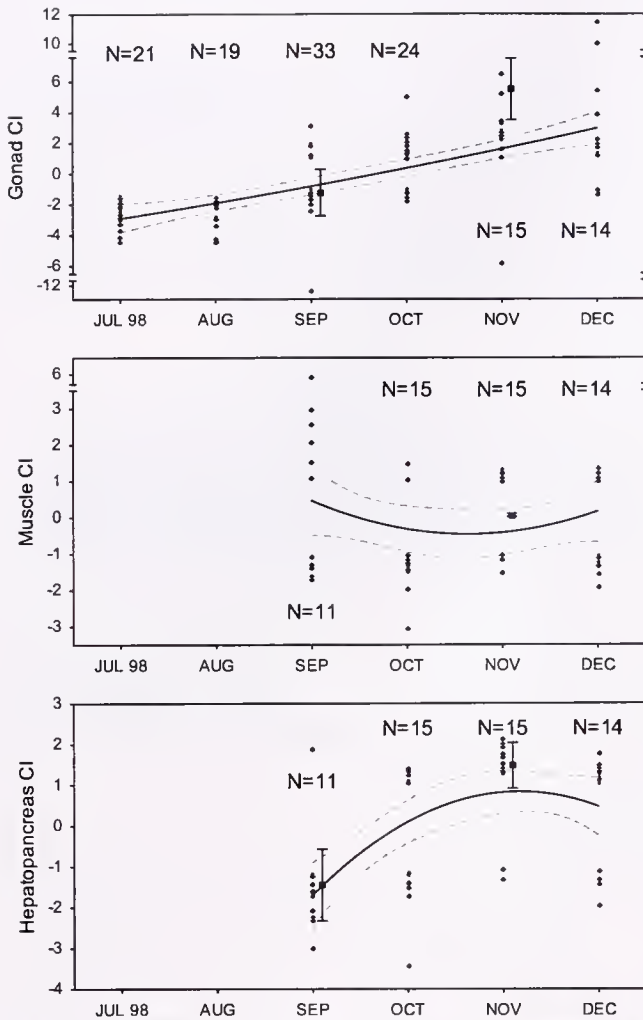 12
10
6
4
2
0
-2
-4
-6
-12
Gonad CI
N=21 N=19 N=33 N=24
N=15 N=14
JUL 98 AUG SEP OCT NOV DEC
6
3
2
1
0
-1
-2
-3
Muscle CI
N=15 N=15 N=14
N=11
JUL 98 AUG SEP OCT NOV DEC
3
2
1
0
-1
-2
-3
-4
Hepatopancreas CI
N=15 N=15 N=14
N=11
JUL 98 AUG SEP OCT NOV DEC